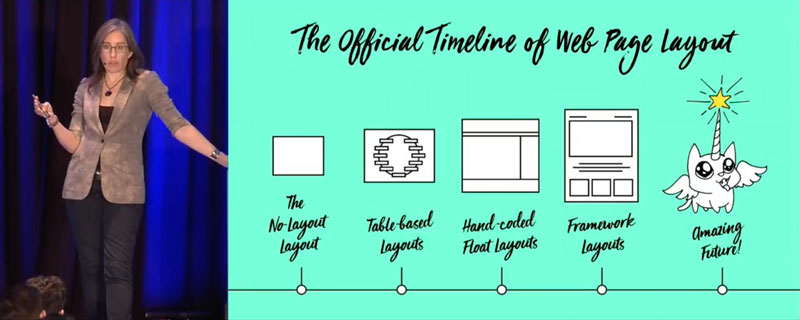 The Official Timeline of Web Page Layout
The
No-Layout
Layout
Table-based
Layouts
Hand-coded
Float Layouts
Framework
Layouts
Amazing
Future!